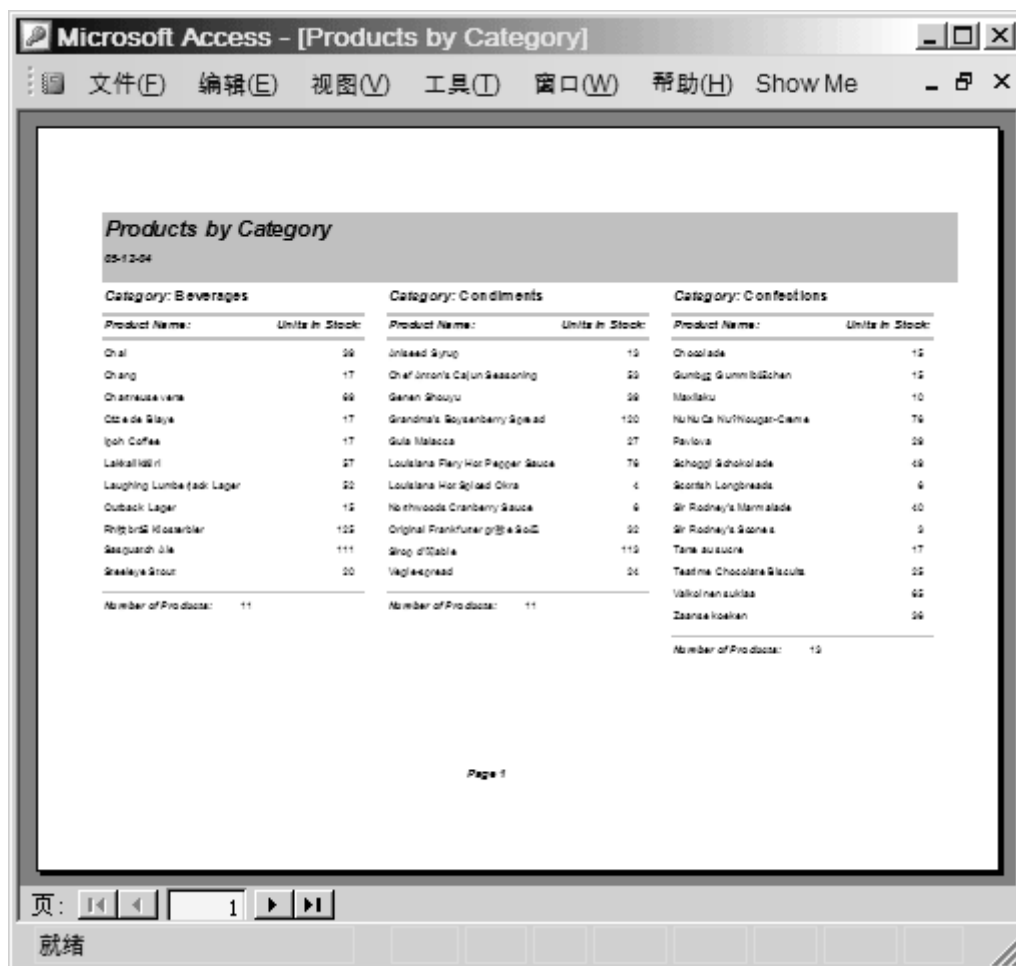 Microsoft Access - [Products by Category]
文件(F) 编辑(E) 视图(V) 工具(T) 窗口(W) 帮助(H) Show Me
Products by Category
Category: Beverages
Product Name: Units In Stock:
Chai
Chang 17
Chartreuse verte
Côte de Blaye 17
Ipoh Coffee 17
Laughing Lumberjack Lager 52
Outback Lager 15
125
Sasquatch Ale 111
Steeleye Stout 20
Number of Products: 11
Category: Condiments
Product Name: Units In Stock:
Aniseed Syrup 13
Chef Anton's Cajun Seasoning 53
Genen Shouyu
Grandma's Boysenberry Spread 120
Gula Malacca 27
Louisiana Fiery Hot Pepper Sauce 76
Louisiana Hot Spiced Okra 4
Northwoods Cranberry Sauce 6
Original Frankfurter 32
113
Vegie-spread 24
Number of Products: 11
Category: Confections
Product Name: Units In Stock:
Chocolade 15
15
Maxilaku 10
76
Pavlova 29
Schoggi Schokolade 49
Scottish Longbreads 6
Sir Rodney's Marmalade 40
Sir Rodney's Scones 3
Tarte au sucre 17
Teatime Chocolate Biscuits 25
Valkoinen suklaa 65
Zaanse koeken 36
Number of Products: 13
Page 1
页: 1
就绪